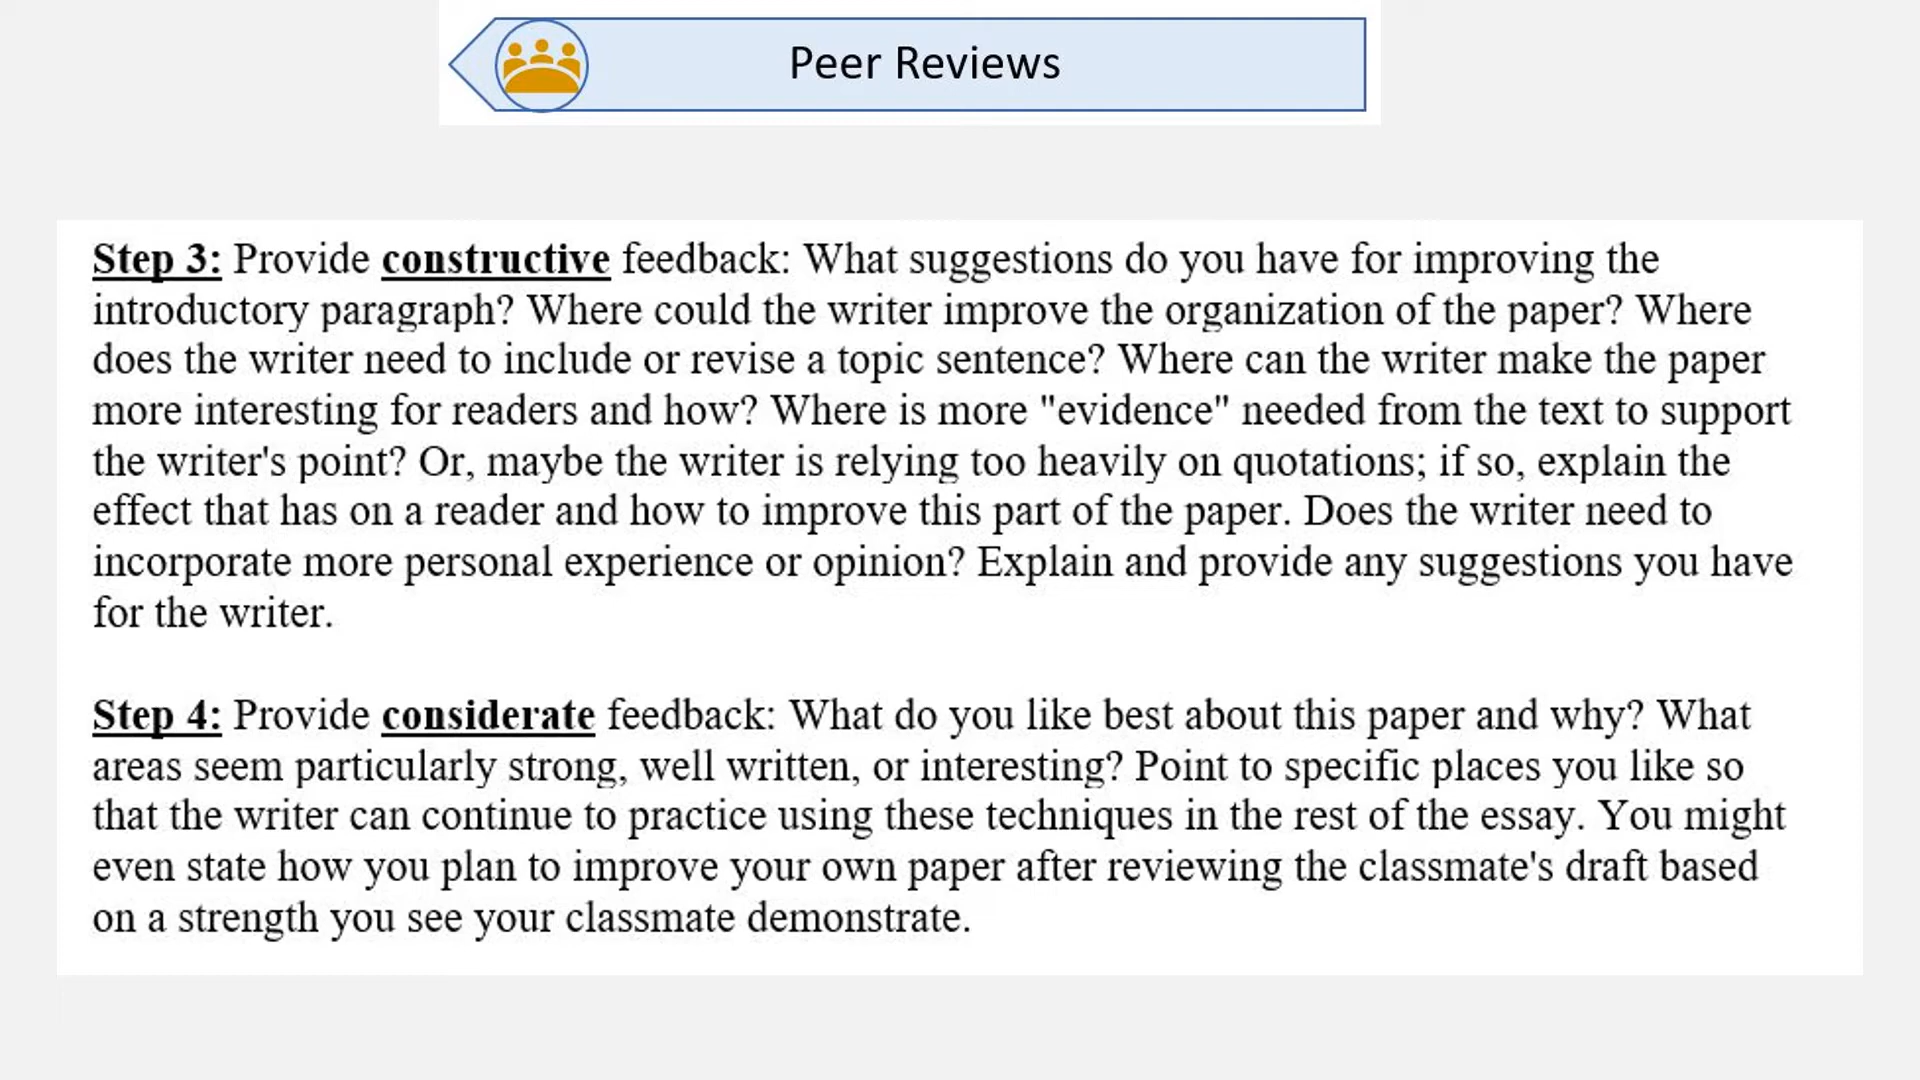 Peer Reviews
Step 3: Provide constructive feedback: What suggestions do you have for improving the
introductory paragraph? Where could the writer improve the organization of the paper? Where
does the writer need to include or revise a topic sentence? Where can the writer make the paper
more interesting for readers and how? Where is more "evidence" needed from the text to support
the writer's point? Or, maybe the writer is relying too heavily on quotations; if so, explain the
effect that has on a reader and how to improve this part of the paper. Does the writer need to
incorporate more personal experience or opinion? Explain and provide any suggestions you have
for the writer.
Step 4: Provide considerate feedback: What do you like best about this paper and why? What
areas seem particularly strong, well written, or interesting? Point to specific places you like so
that the writer can continue to practice using these techniques in the rest of the essay. You might
even state how you plan to improve your own paper after reviewing the classmate's draft based
on a strength you see your classmate demonstrate.